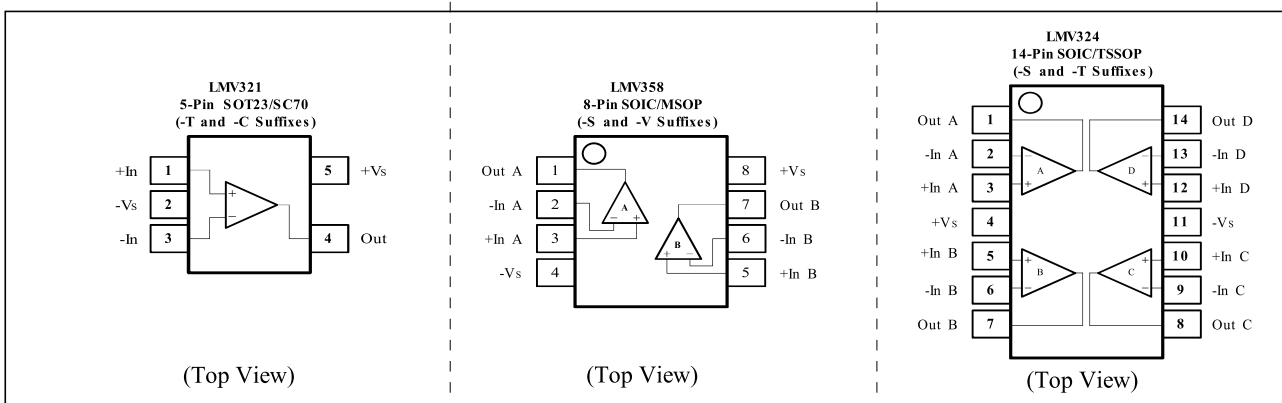 LMV321
5-Pin SOT23/SC70
(-T and -C Suffixes)
+In 1 5 +Vs
-Vs 2
-In 3 4 Out
+
−
(Top View)
LMV358
8-Pin SOIC/MSOP
(-S and -V Suffixes)
Out A 1 8 +Vs
-In A 2 7 Out B
+In A 3 6 -In B
-Vs 4 5 +In B
A
− +
B
+ −
(Top View)
LMV324
14-Pin SOIC/TSSOP
(-S and -T Suffixes)
Out A 1 14 Out D
-In A 2 − − 13 -In D
A D
+In A 3 + + 12 +In D
+Vs 4 11 -Vs
+In B 5 + + 10 +In C
B C
-In B 6 − − 9 -In C
Out B 7 8 Out C
(Top View)